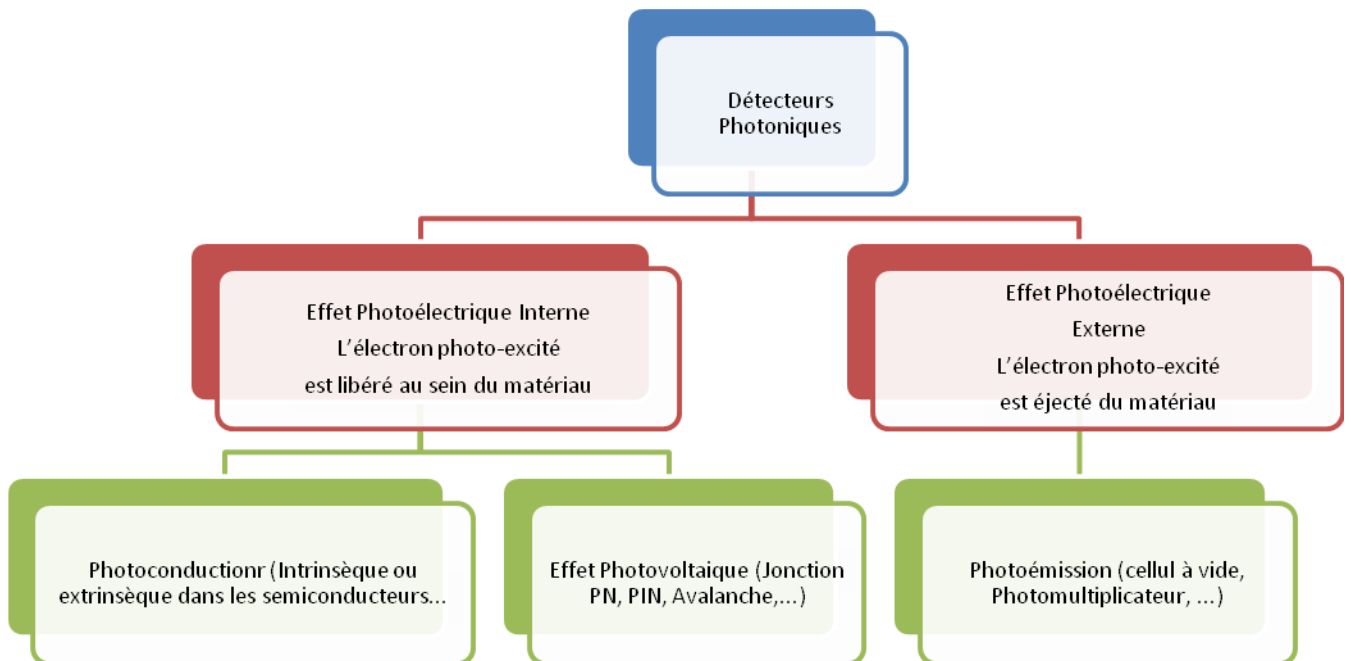 Détecteurs
Photoniques
Effet Photoélectrique Interne
L'électron photo-excité
est libéré au sein du matériau
Effet Photoélectrique
Externe
L'électron photo-excité
est éjecté du matériau
Photoconductionr (Intrinsèque ou
extrinsèque dans les semiconducteurs...
Effet Photovoltaique (Jonction
PN, PIN, Avalanche,...)
Photoémission (cellul à vide,
Photomultiplicateur, ...)